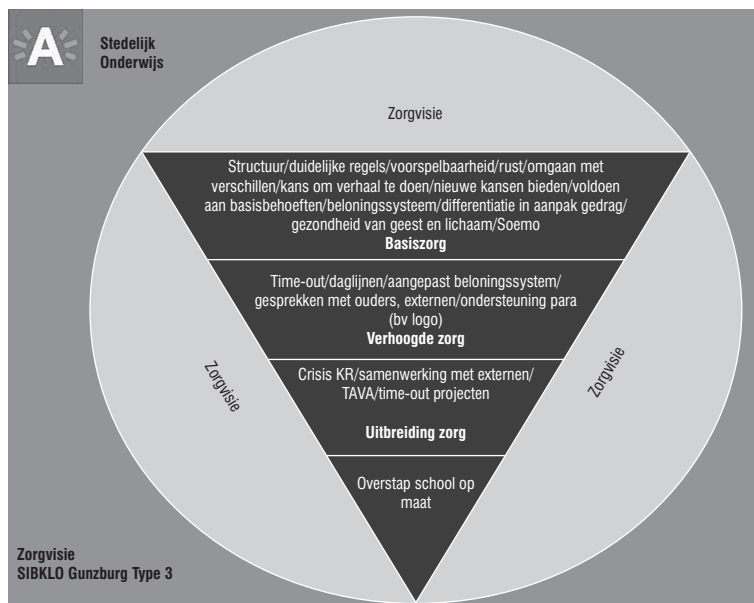 A
Stedelijk
Onderwijs
Zorgvisie
Structuur/duidelijke regels/voorspelbaarheid/rust/omgaan met
verschillen/kans om verhaal te doen/nieuwe kansen bieden/voldoen
aan basisbehoeften/beloningssysteem/differentiatie in aanpak gedrag/
gezondheid van geest en lichaam/Soemo
Basiszorg
Time-out/daglijnen/aangepast beloningssysteem/
gesprekken met ouders, externen/ondersteuning para
(bv logo)
Verhoogde zorg
Zorgvisie
Zorgvisie
Crisis KR/samenwerking met externen/
TAVA/time-out projecten
Uitbreiding zorg
Overstap school op
maat
Zorgvisie
SIBKLO Gunzburg Type 3